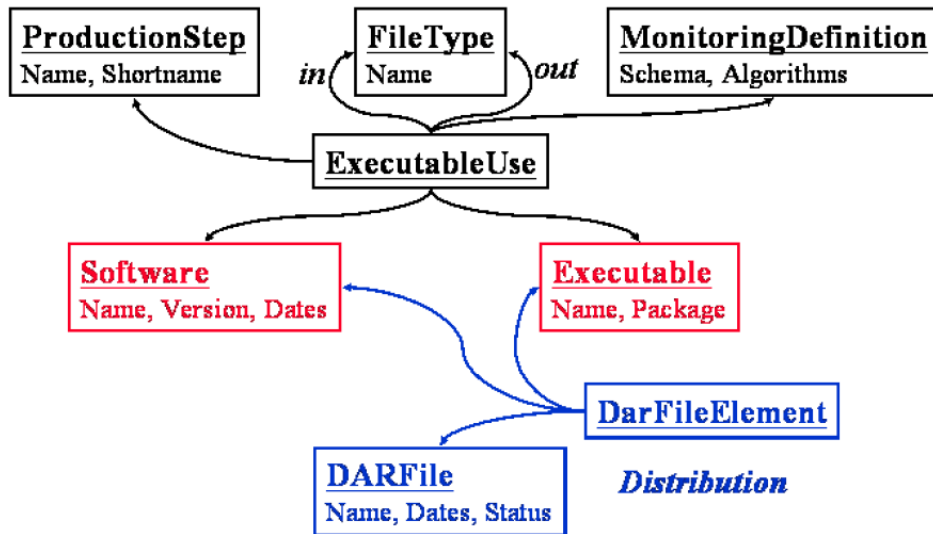 ProductionStep
Name, Shortname
FileType
Name
MonitoringDefinition
Schema, Algorithms
in
out
ExecutableUse
Software
Name, Version, Dates
Executable
Name, Package
DarFileElement
DARFile
Name, Dates, Status
Distribution